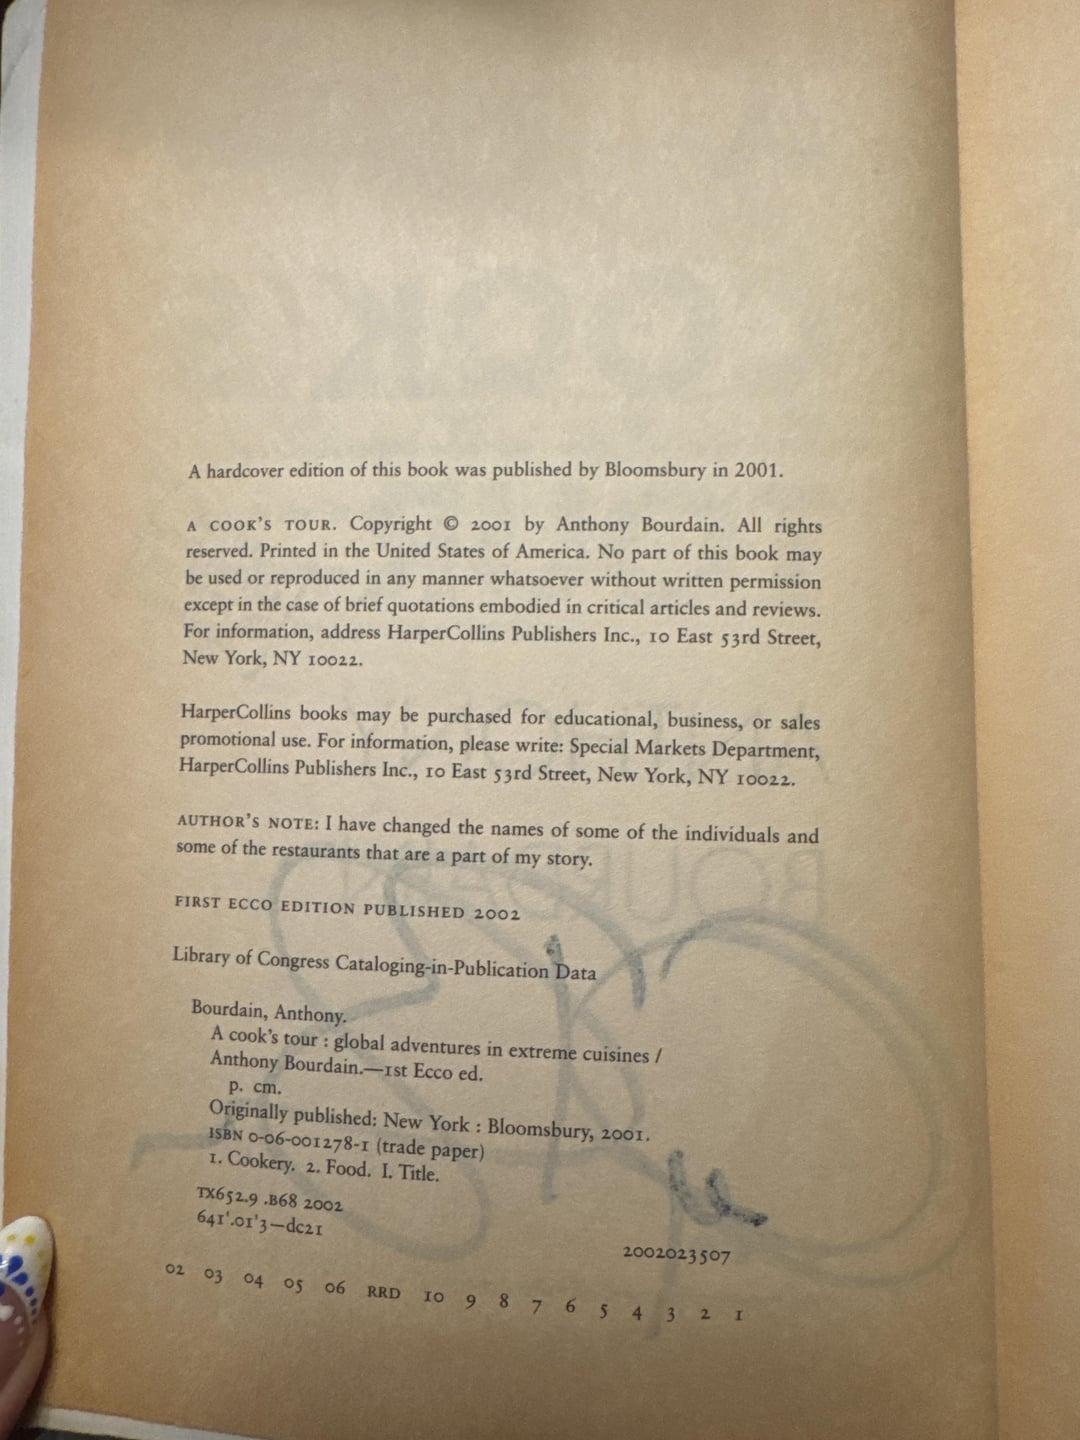 A hardcover edition of this book was published by Bloomsbury in 2001.
A COOK'S TOUR. Copyright © 2001 by Anthony Bourdain. All rights
reserved. Printed in the United States of America. No part of this book may
be used or reproduced in any manner whatsoever without written permission
except in the case of brief quotations embodied in critical articles and reviews.
For information, address HarperCollins Publishers Inc., 10 East 53rd Street,
New York, NY 10022.
HarperCollins books may be purchased for educational, business, or sales
promotional use. For information, please write: Special Markets Department,
HarperCollins Publishers Inc., 10 East 53rd Street, New York, NY 10022.
AUTHOR'S NOTE: I have changed the names of some of the individuals and
some of the restaurants that are a part of my story.
FIRST ECCO EDITION PUBLISHED 2002
Library of Congress Cataloging-in-Publication Data
Bourdain, Anthony.
A cook's tour : global adventures in extreme cuisines /
Anthony Bourdain.—1st Ecco ed.
p. cm.
Originally published: New York : Bloomsbury, 2001.
ISBN 0-06-001278-1 (trade paper)
1. Cookery. 2. Food. I. Title.
TX652.9 .B68 2002
641'.01'3—dc21
2002023507
02 03 04 05 06 RRD 10 9 8 7 6 5 4 3 2 1